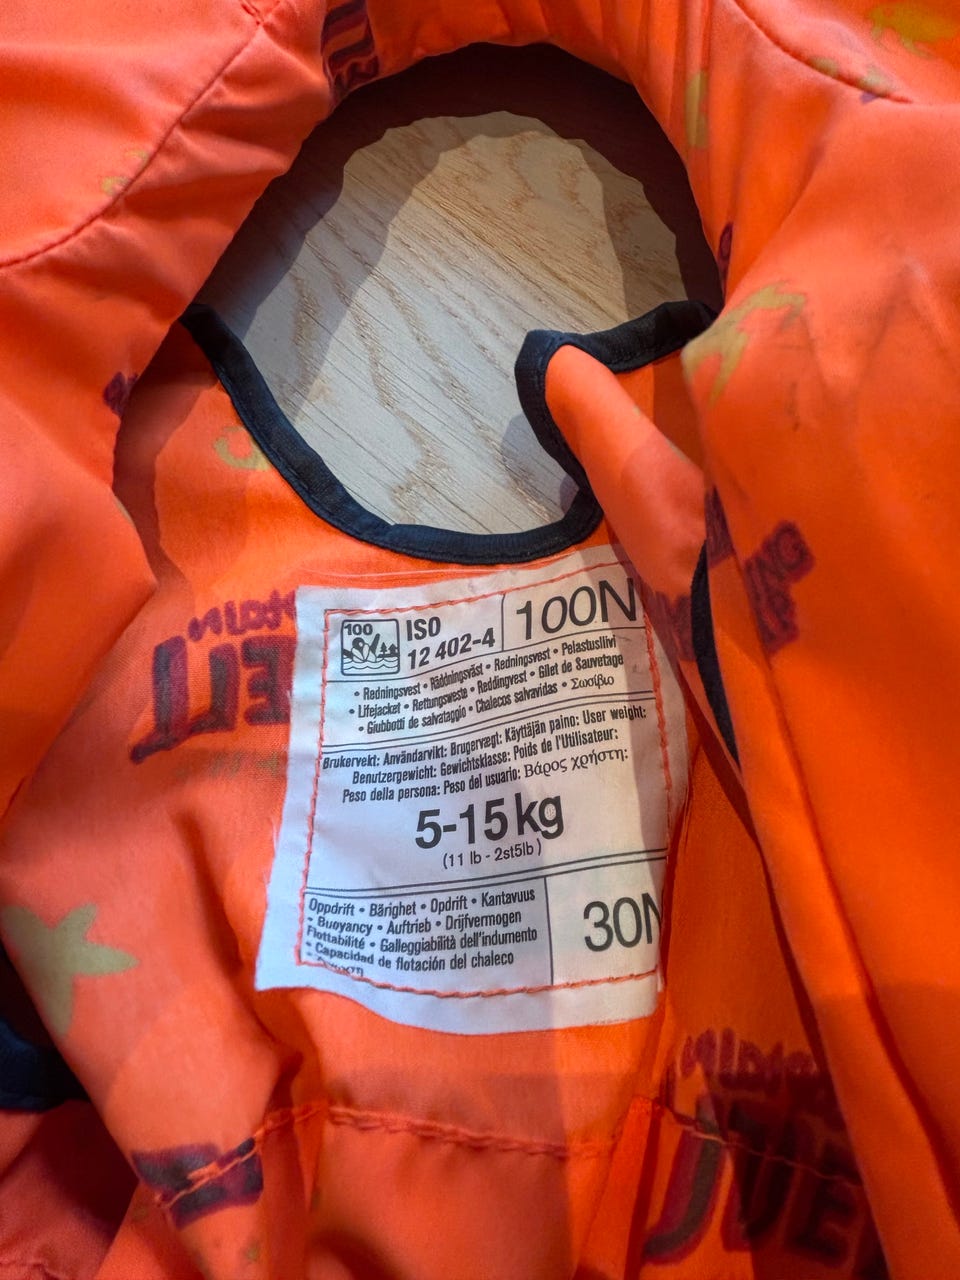 100
ISO
12 402-4
100N
• Redningsvest • Räddningsväst • Redningsvest • Pelastusliivi
• Lifejacket • Rettungsweste • Reddingvest • Gilet de Sauvetage
• Giubbotti de salvataggio • Chalecos salvavidas • Σωσίβιο
Brukervekt: Användarvikt: Brugervægt: Käyttäjän paino: User weight:
Benutzergewicht: Gewichtsklasse: Poids de l'Utilisateur:
Peso della persona: Peso del usuario: Βάρος χρήστη:
5-15kg
(11 lb - 2st5lb)
Oppdrift • Bärighet • Opdrift • Kantavuus
• Buoyancy • Auftrieb • Drijfvermogen
Flottabilité • Galleggiabilità dell'indumento
• Capacidad de flotación del chaleco
30N